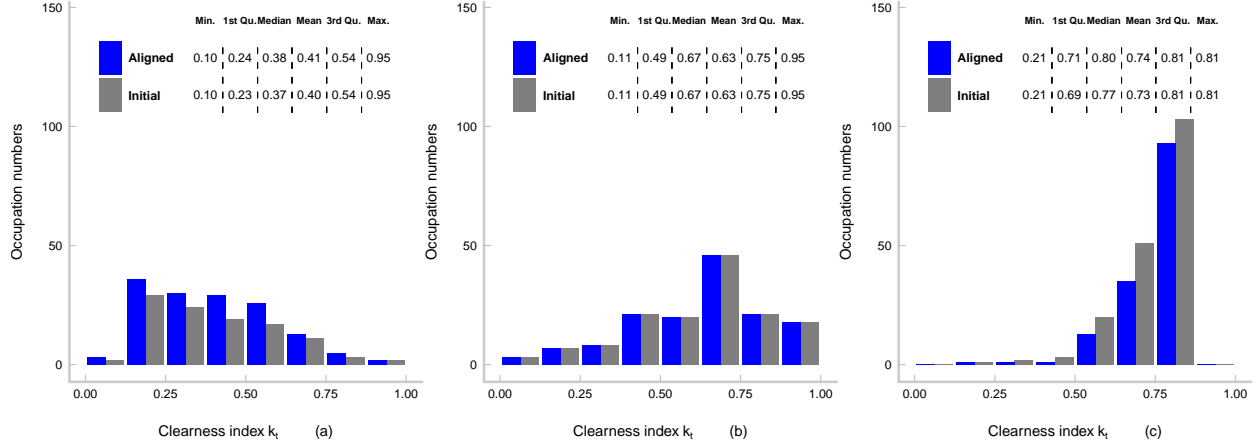 150
Min. 1st Qu. Median Mean 3rd Qu. Max.
Aligned 0.10 0.24 0.38 0.41 0.54 0.95
Initial 0.10 0.23 0.37 0.40 0.54 0.95
100
50
0
Occupation numbers
0.00 0.25 0.50 0.75 1.00
Clearness index kt (a)
150
Min. 1st Qu. Median Mean 3rd Qu. Max.
Aligned 0.11 0.49 0.67 0.63 0.75 0.95
Initial 0.11 0.49 0.67 0.63 0.75 0.95
100
50
0
Occupation numbers
0.00 0.25 0.50 0.75 1.00
Clearness index kt (b)
150
Min. 1st Qu. Median Mean 3rd Qu. Max.
Aligned 0.21 0.71 0.80 0.74 0.81 0.81
Initial 0.21 0.69 0.77 0.73 0.81 0.81
100
50
0
Occupation numbers
0.00 0.25 0.50 0.75 1.00
Clearness index kt (c)